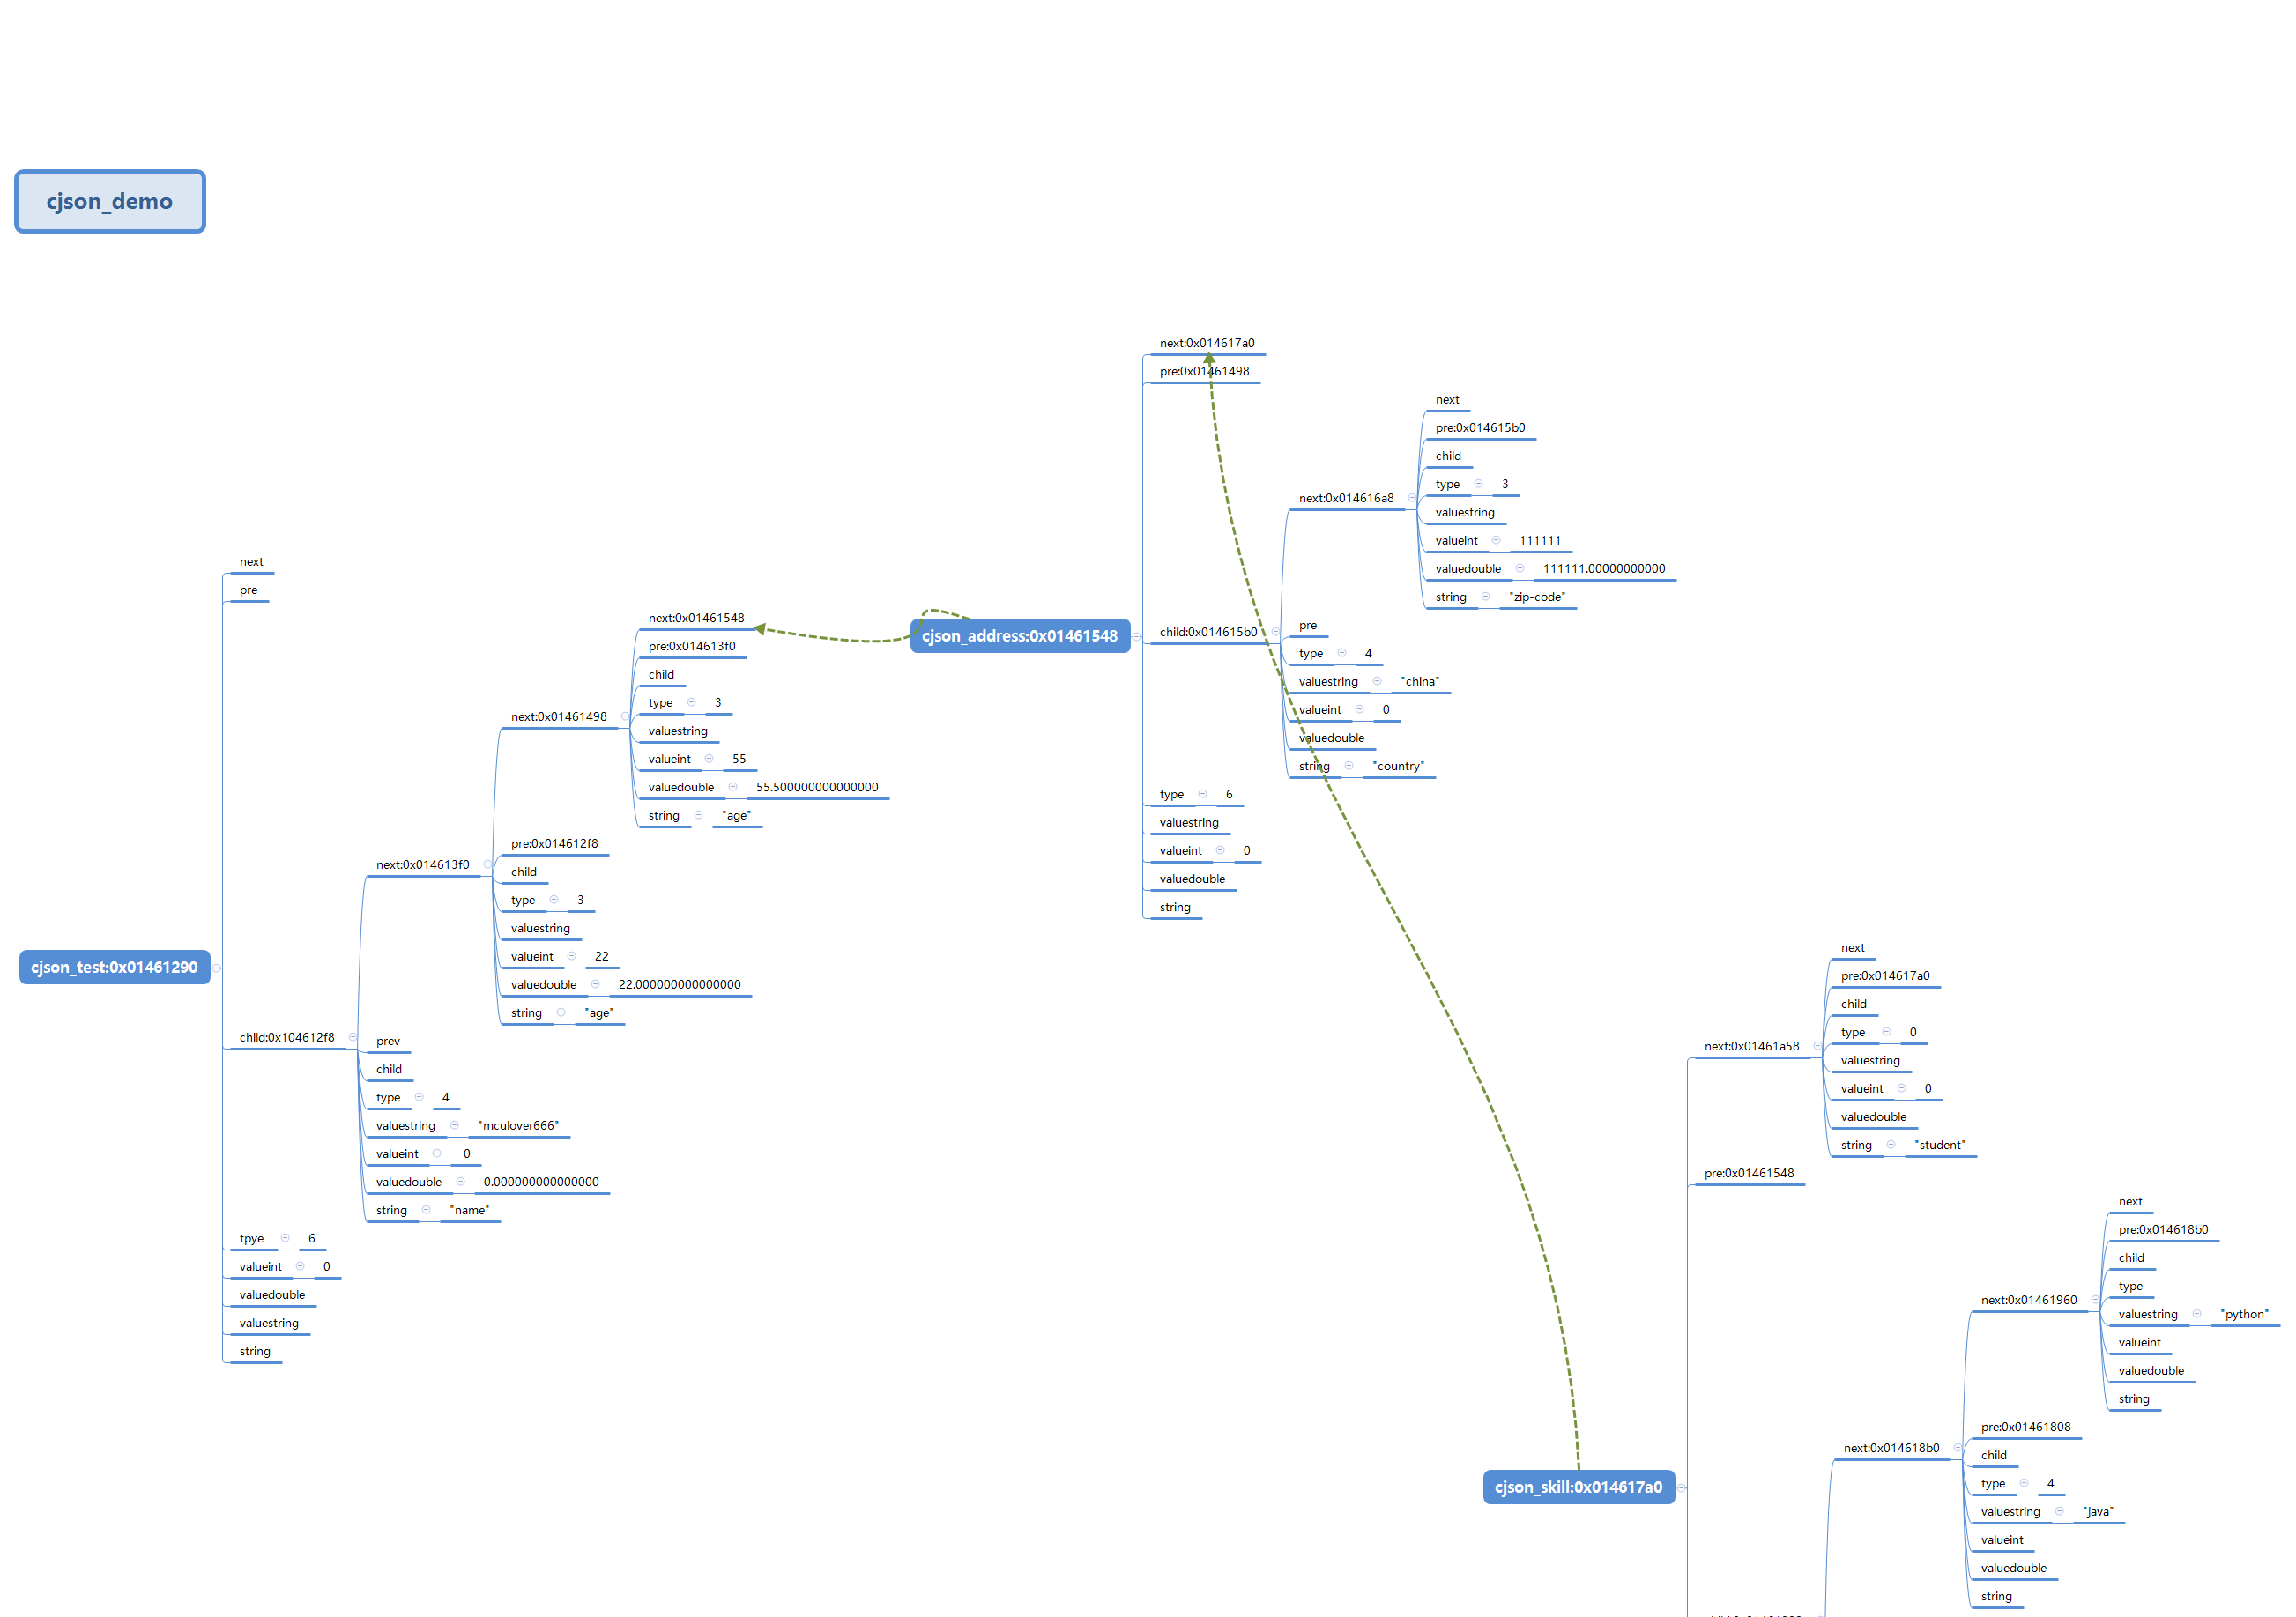 cjson_demo
cjson_test:0x01461290
next
pre
child:0x104612f8
next:0x014613f0
next:0x01461498
next:0x01461548
pre:0x014613f0
child
type 3
valuestring
valueint 55
valuedouble 55.500000000000000
string "age"
pre:0x014612f8
child
type 3
valuestring
valueint 22
valuedouble 22.000000000000000
string "age"
prev
child
type 4
valuestring "mculover666"
valueint 0
valuedouble 0.000000000000000
string "name"
tpye 6
valueint 0
valuedouble
valuestring
string
cjson_address:0x01461548
next:0x014617a0
pre:0x01461498
child:0x014615b0
next:0x014616a8
next
pre:0x014615b0
child
type 3
valuestring
valueint 111111
valuedouble 111111.00000000000
string "zip-code"
pre
type 4
valuestring "china"
valueint 0
valuedouble
string "country"
type 6
valuestring
valueint 0
valuedouble
string
cjson_skill:0x014617a0
next:0x01461a58
next
pre:0x014617a0
child
type 0
valuestring
valueint 0
valuedouble
string "student"
pre:0x01461548
next:0x014618b0
next:0x01461960
next
pre:0x014618b0
child
type
valuestring "python"
valueint
valuedouble
string
pre:0x01461808
child
type 4
valuestring "java"
valueint
valuedouble
string